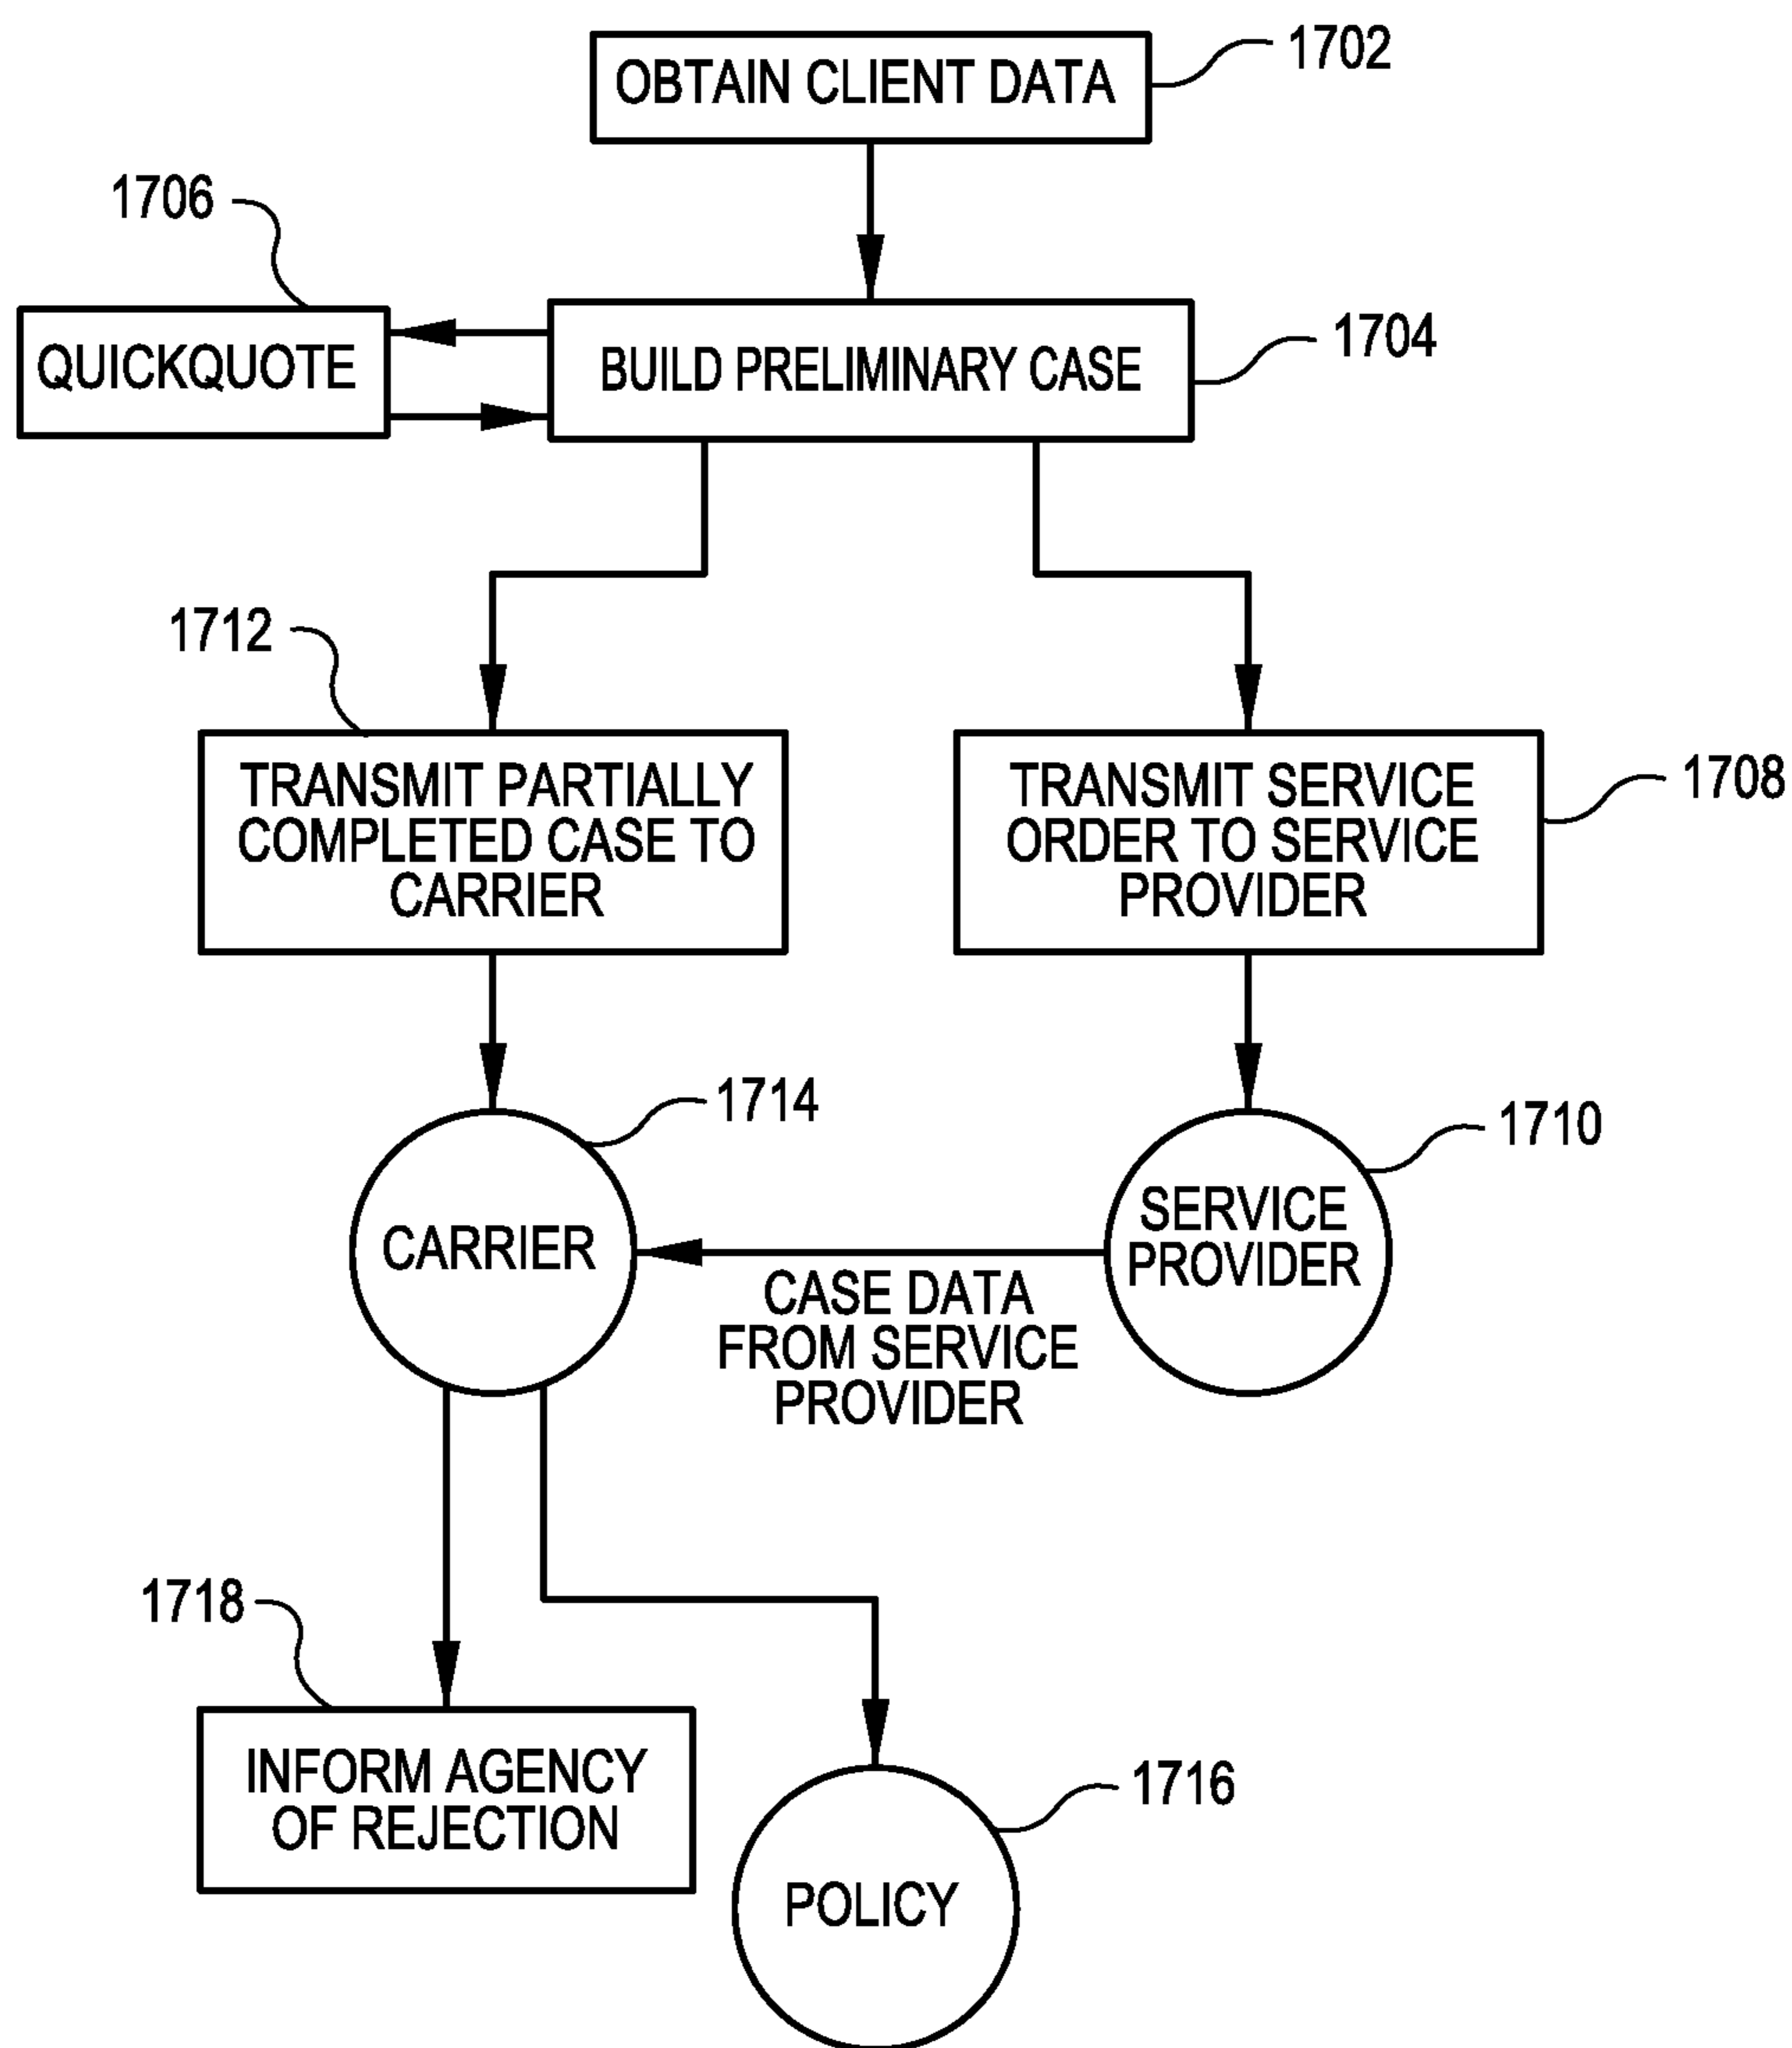 OBTAIN CLIENT DATA
1702
1706
QUICKQUOTE
BUILD PRELIMINARY CASE
1704
1712
TRANSMIT PARTIALLY
COMPLETED CASE TO
CARRIER
TRANSMIT SERVICE
ORDER TO SERVICE
PROVIDER
1708
1714
CARRIER
1710
SERVICE
PROVIDER
CASE DATA
FROM SERVICE
PROVIDER
1718
INFORM AGENCY
OF REJECTION
1716
POLICY